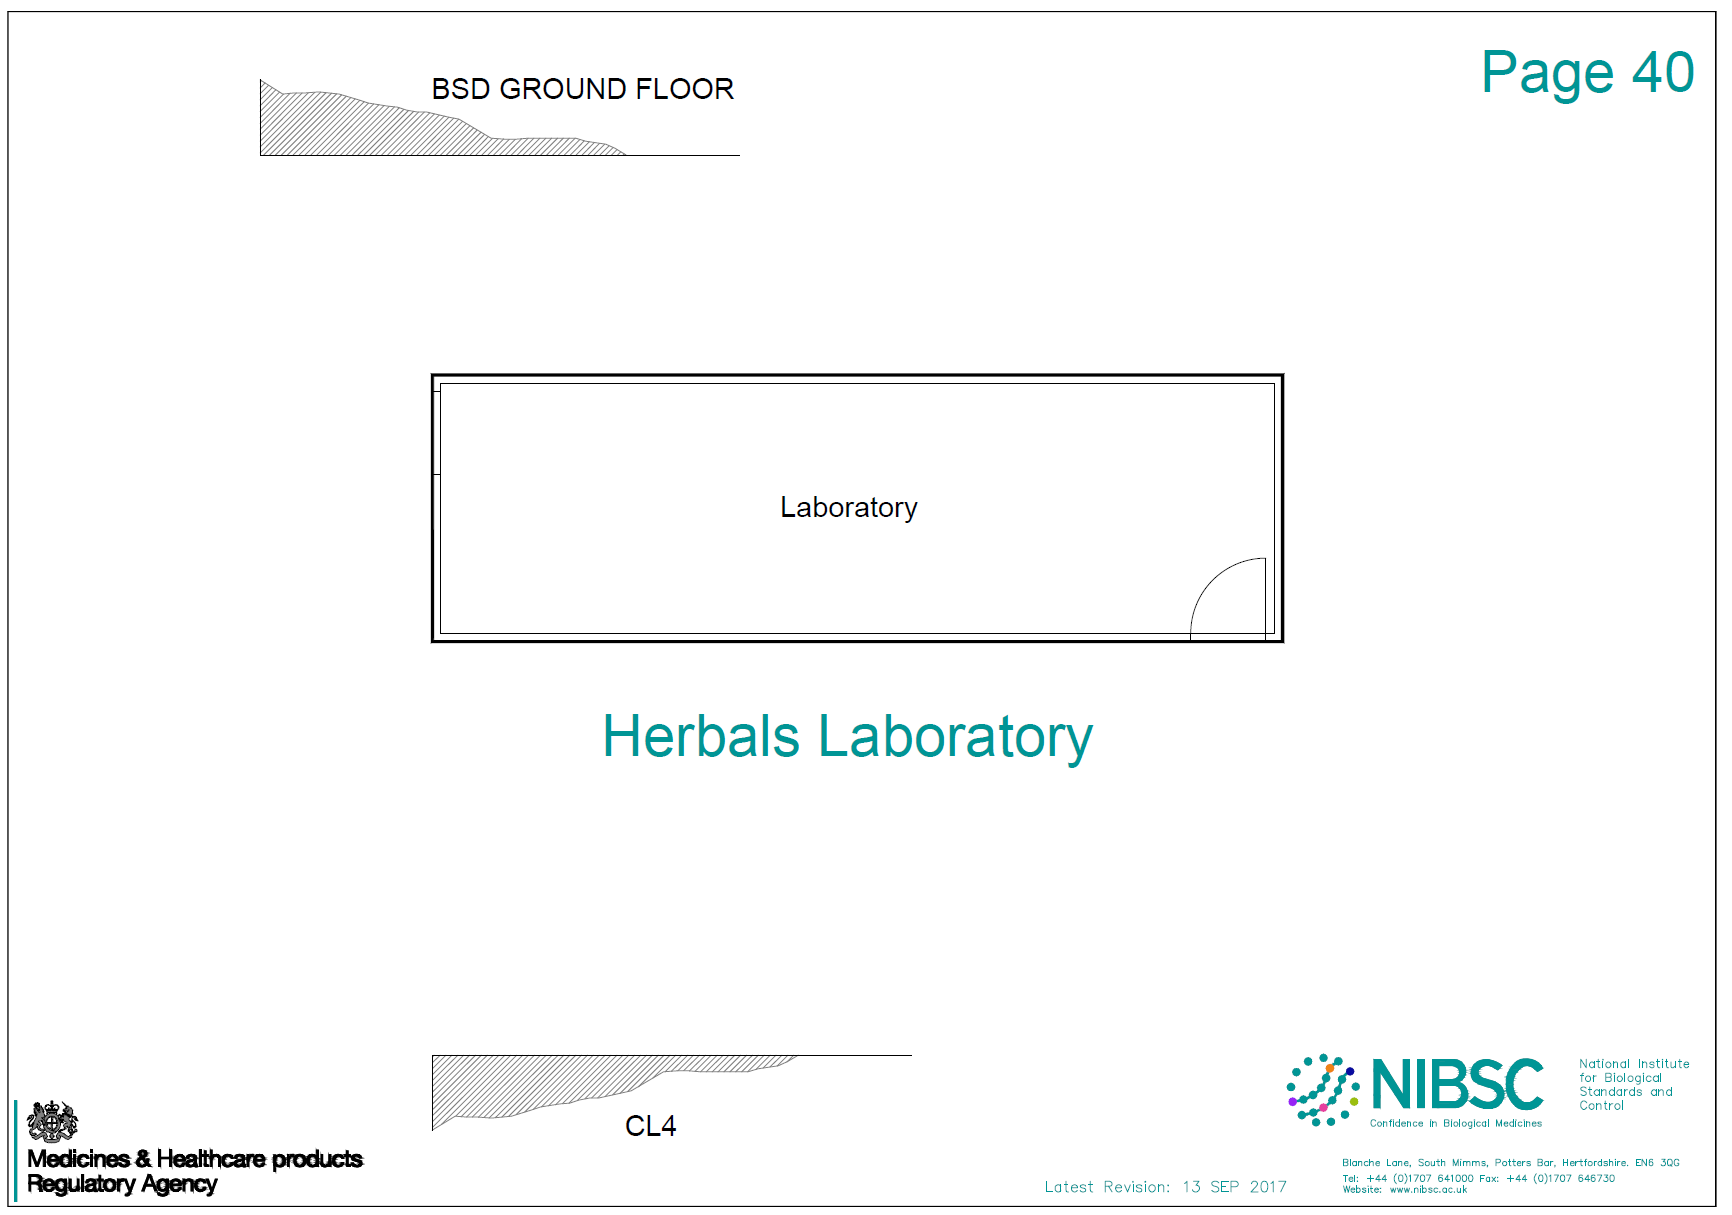 Page 40
BSD GROUND FLOOR
Laboratory
Herbals Laboratory
CL4
Medicines & Healthcare products
Regulatory Agency
Latest Revision: 13 SEP 2017
NIBSC
Confidence in Biological Medicines
National Institute
for Biological
Standards and
Control
Blanche Lane, South Mimms, Potters Bar, Hertfordshire. EN6 3QG
Tel: +44 (0)1707 641000 Fax: +44 (0)1707 646730
Website: www.nibsc.ac.uk